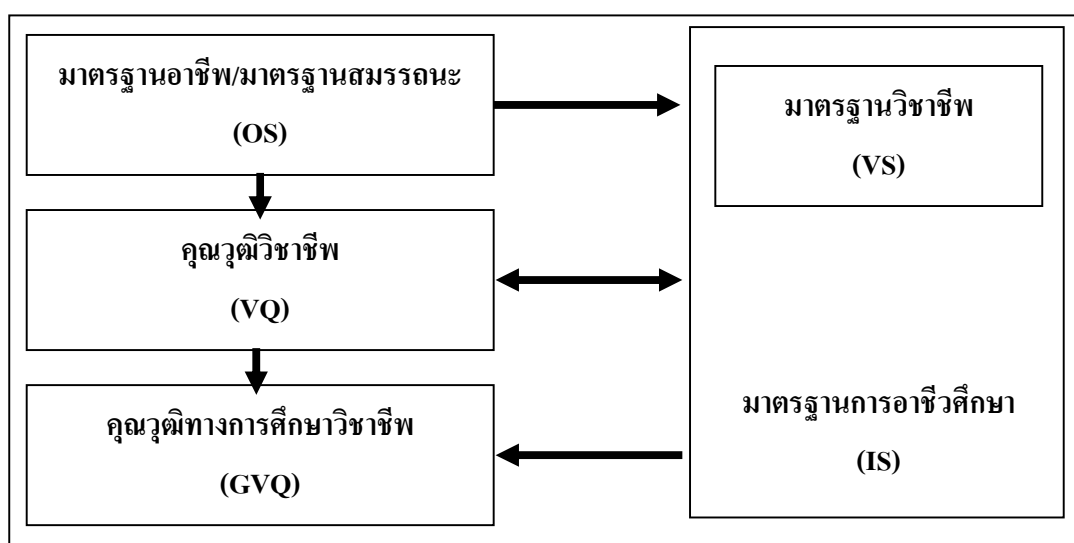 มาตรฐานอาชีพ/มาตรฐานสมรรถนะ
(OS)
มาตรฐานวิชาชีพ
(VS)
คุณวุฒิวิชาชีพ
(VQ)
คุณวุฒิทางการศึกษาวิชาชีพ
(GVQ)
มาตรฐานการอาชีวศึกษา
(IS)